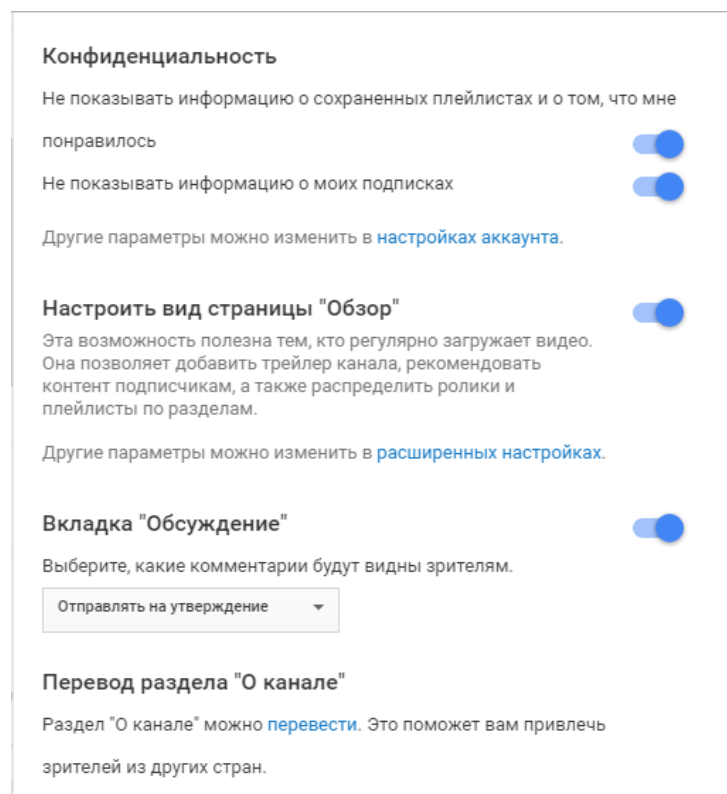 Конфиденциальность
Не показывать информацию о сохраненных плейлистах и о том, что мне
понравилось
Не показывать информацию о моих подписках
Другие параметры можно изменить в настройках аккаунта.
Настроить вид страницы "Обзор"
Эта возможность полезна тем, кто регулярно загружает видео.
Она позволяет добавить трейлер канала, рекомендовать
контент подписчикам, а также распределить ролики и
плейлисты по разделам.
Другие параметры можно изменить в расширенных настройках.
Вкладка "Обсуждение"
Выберите, какие комментарии будут видны зрителям.
Отправлять на утверждение
Перевод раздела "О канале"
Раздел "О канале" можно перевести. Это поможет вам привлечь
зрителей из других стран.